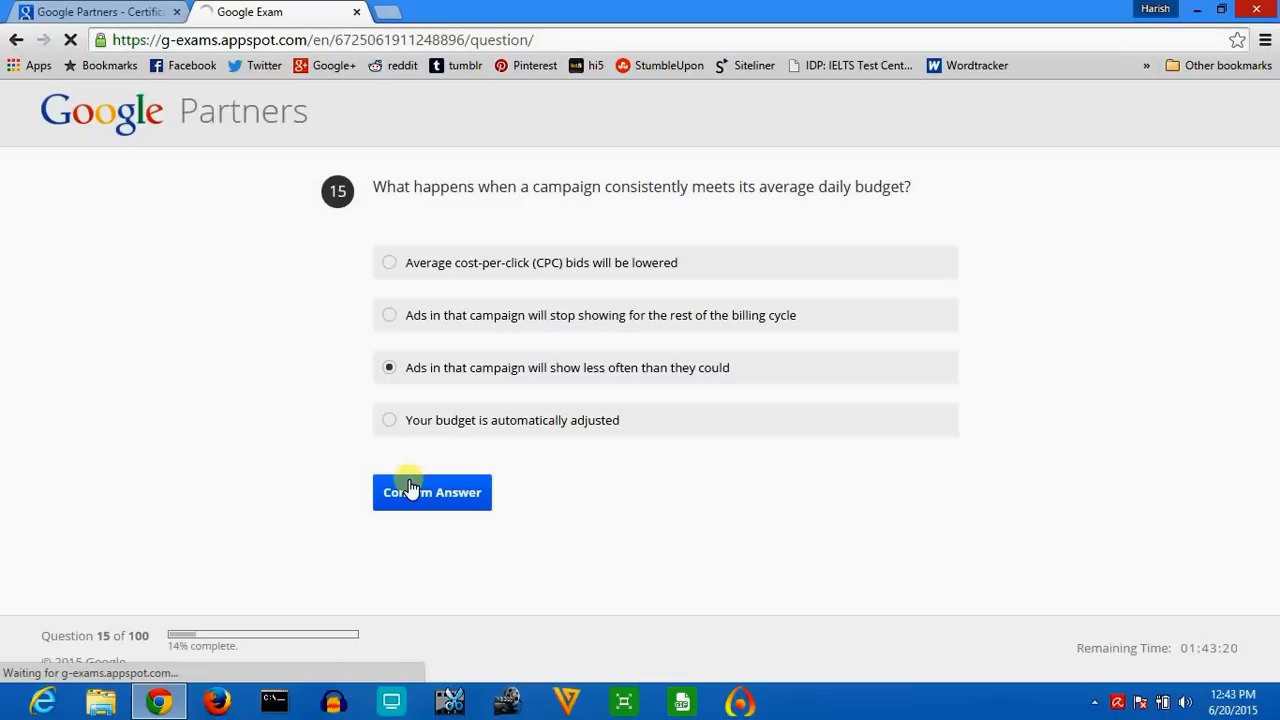 Google Partners - Certific
Google Exam
Harish
https://g-exams.appspot.com/en/6725061911248896/question/
Apps
Bookmarks
Facebook
Twitter
Google+
reddit
tumblr
Pinterest
hi5
StumbleUpon
Siteliner
IDP: IELTS Test Cent...
Wordtracker
»
Other bookmarks
Google Partners
15
What happens when a campaign consistently meets its average daily budget?
Average cost-per-click (CPC) bids will be lowered
Ads in that campaign will stop showing for the rest of the billing cycle
Ads in that campaign will show less often than they could
Your budget is automatically adjusted
Confirm Answer
Question 15 of 100
14% complete.
Remaining Time: 01:43:20
© 2015 Google
Waiting for g-exams.appspot.com...
12:43 PM
6/20/2015